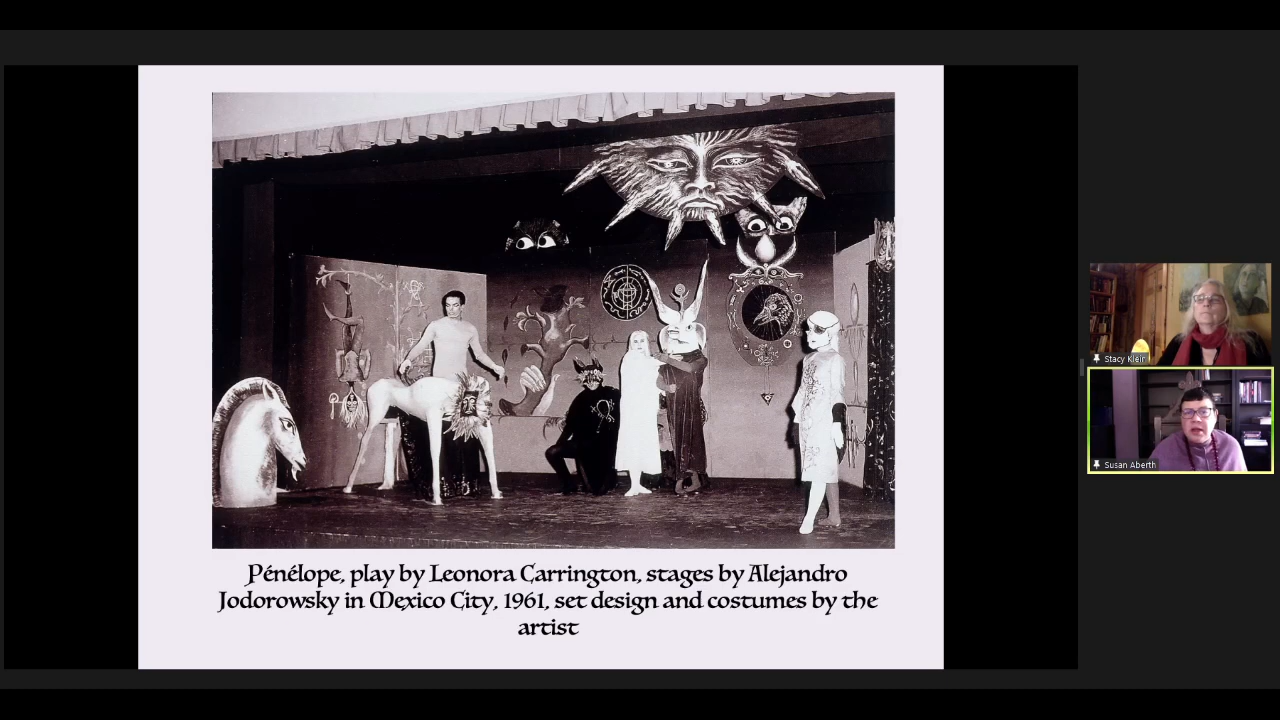 Pénélope, play by Leonora Carrington, stages by Alejandro
Jodorowsky in Mexico City, 1961, set design and costumes by the
artist
Stacy Klein
Susan Aberth